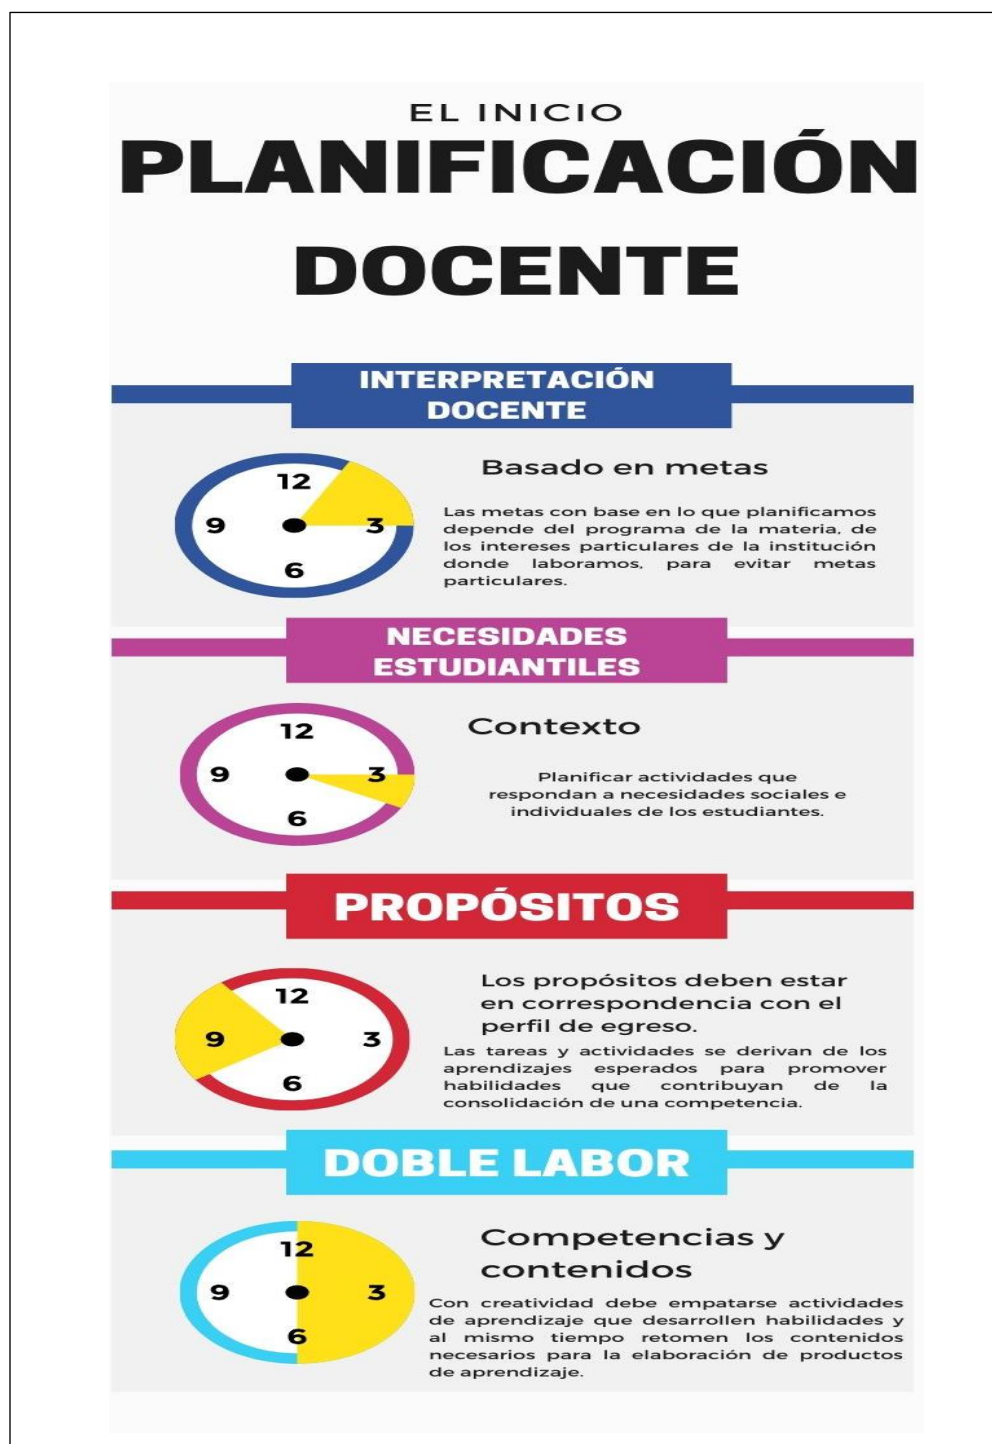 EL INICIO
PLANIFICACIÓN
DOCENTE
INTERPRETACIÓN
DOCENTE
12
9
3
6
Basado en metas
Las metas con base en lo que planificamos
depende del programa de la materia, de
los intereses particulares de la institución
donde laboramos, para evitar metas
particulares.
NECESIDADES
ESTUDIANTILES
12
9
3
6
Contexto
Planificar actividades que
respondan a necesidades sociales e
individuales de los estudiantes.
PROPÓSITOS
12
9
3
6
Los propósitos deben estar
en correspondencia con el
perfil de egreso.
Las tareas y actividades se derivan de los
aprendizajes esperados para promover
habilidades que contribuyan de la
consolidación de una competencia.
DOBLE LABOR
12
9
3
6
Competencias y
contenidos
Con creatividad debe empatarse actividades
de aprendizaje que desarrollen habilidades y
al mismo tiempo retomen los contenidos
necesarios para la elaboración de productos
de aprendizaje.